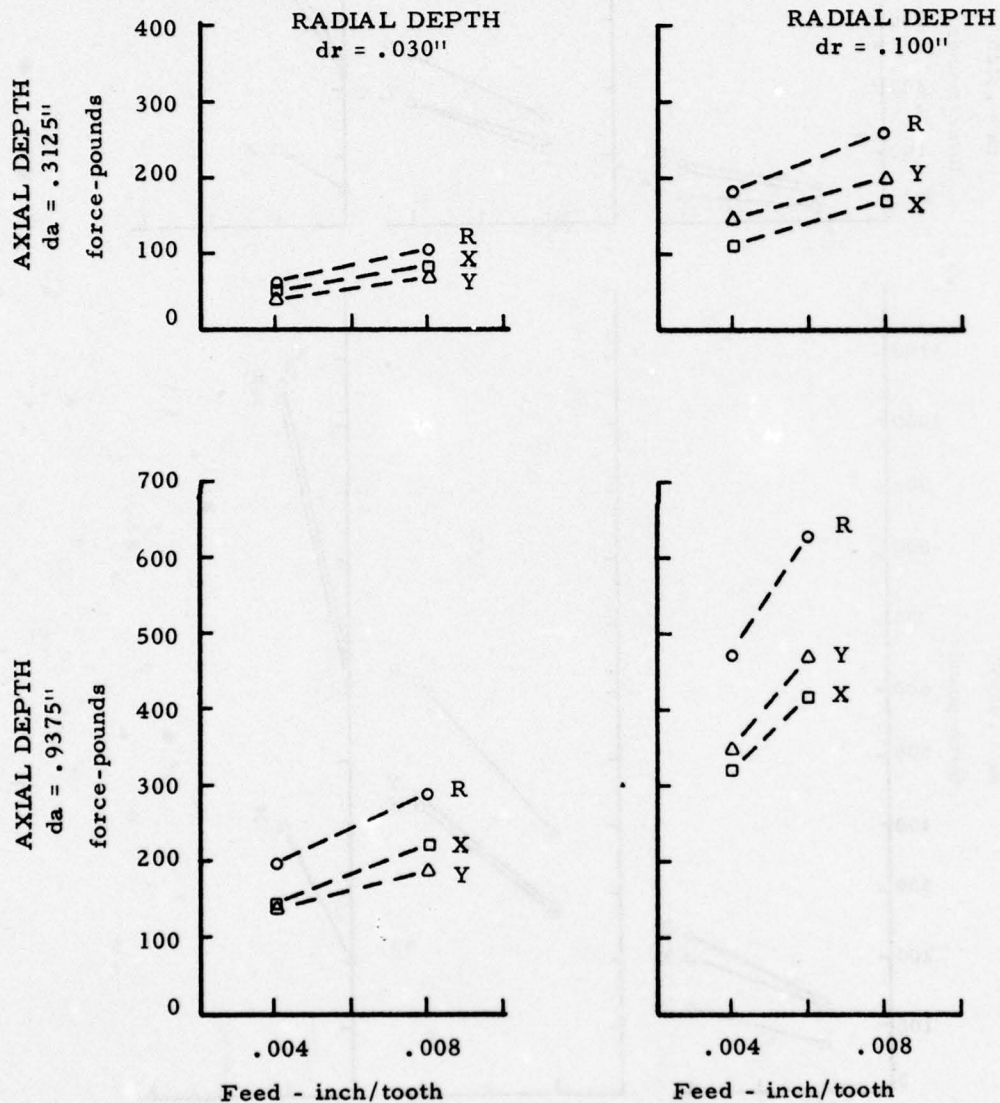 RADIAL DEPTH
dr = .030"
RADIAL DEPTH
dr = .100"
AXIAL DEPTH
da = .3125"
force-pounds
400
300
200
100
0
R
X
Y
R
Y
X
AXIAL DEPTH
da = .9375"
force-pounds
700
600
500
400
300
200
100
0
R
X
Y
R
Y
X
.004
.008
.004
.008
Feed - inch/tooth
Feed - inch/tooth